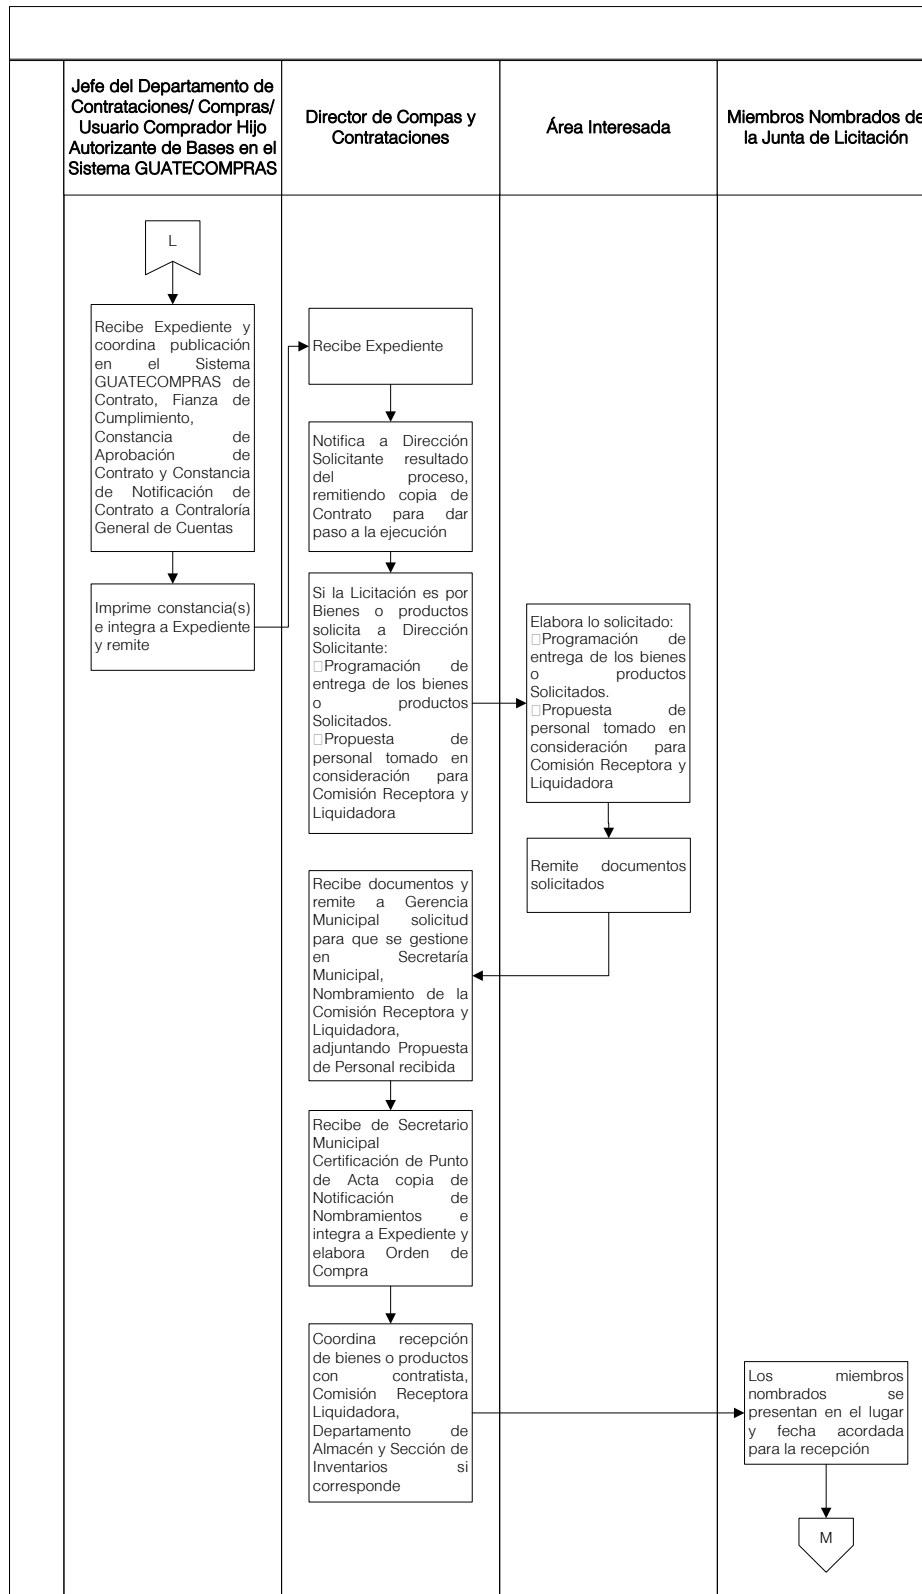 Jefe del Departamento de
Contrataciones/ Compras/
Usuario Comprador Hijo
Autorizante de Bases en el
Sistema GUATECOMPRAS
Director de Compas y
Contrataciones
Área Interesada
Miembros Nombrados de
la Junta de Licitación
L
Recibe Expediente y
coordina publicación
en el Sistema
GUATECOMPRAS de
Contrato, Fianza de
Cumplimiento,
Constancia de
Aprobación de
Contrato y Constancia
de Notificación de
Contrato a Contraloría
General de Cuentas
Imprime constancia(s)
e integra a Expediente
y remite
Recibe Expediente
Notifica a Dirección
Solicitante resultado
del proceso,
remitiendo copia de
Contrato para dar
paso a la ejecución
Si la Licitación es por
Bienes o productos
solicita a Dirección
Solicitante:
Programación de
entrega de los bienes
o productos
Solicitados.
Propuesta de
personal tomado en
consideración para
Comisión Receptora y
Liquidadora
Elabora lo solicitado:
Programación de
entrega de los bienes
o productos
Solicitados.
Propuesta de
personal tomado en
consideración para
Comisión Receptora y
Liquidadora
Remite documentos
solicitados
Recibe documentos y
remite a Gerencia
Municipal solicitud
para que se gestione
en Secretaría
Municipal,
Nombramiento de la
Comisión Receptora y
Liquidadora,
adjuntando Propuesta
de Personal recibida
Recibe de Secretario
Municipal
Certificación de Punto
de Acta copia de
Notificación de
Nombramientos e
integra a Expediente y
elabora Orden de
Compra
Coordina recepción
de bienes o productos
con contratista,
Comisión Receptora
Liquidadora,
Departamento de
Almacén y Sección de
Inventarios si
corresponde
Los miembros
nombrados se
presentan en el lugar
y fecha acordada
para la recepción
M